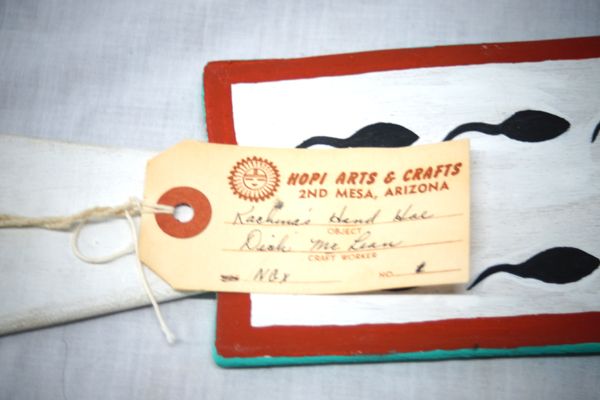 HOPI ARTS & CRAFTS
2ND MESA, ARIZONA
Kachina's Hand Hoe
OBJECT
Dick McLean
CRAFT WORKER
NO.